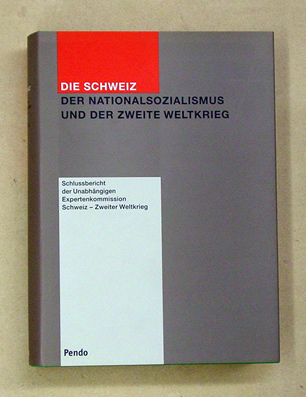 DIE SCHWEIZ
DER NATIONALSOZIALISMUS
UND DER ZWEITE WELTKRIEG
Schlussbericht
der Unabhängigen
Expertenkommission
Schweiz – Zweiter Weltkrieg
Pendo